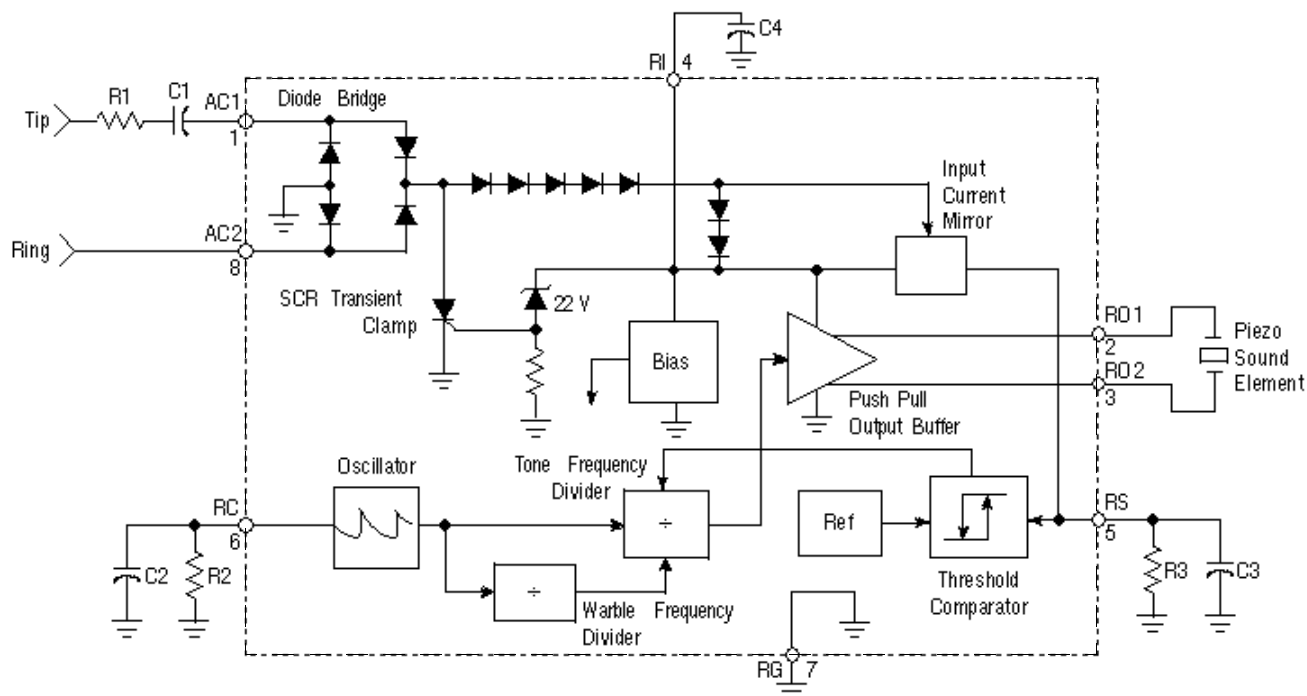 C4
RI 4
R1 C1 AC1
Diode Bridge
Tip
1
Input
Current
Mirror
Ring
AC2
8
SCR Transient
Clamp
22 V
Bias
RO1
2
Piezo
Sound
Element
RO2
3
Push Pull
Output Buffer
Oscillator
Tone Frequency
Divider
RC
6
÷
Ref
RS
5
C2
R2
÷
Warble Frequency
Divider
Threshold
Comparator
R3
C3
RG 7